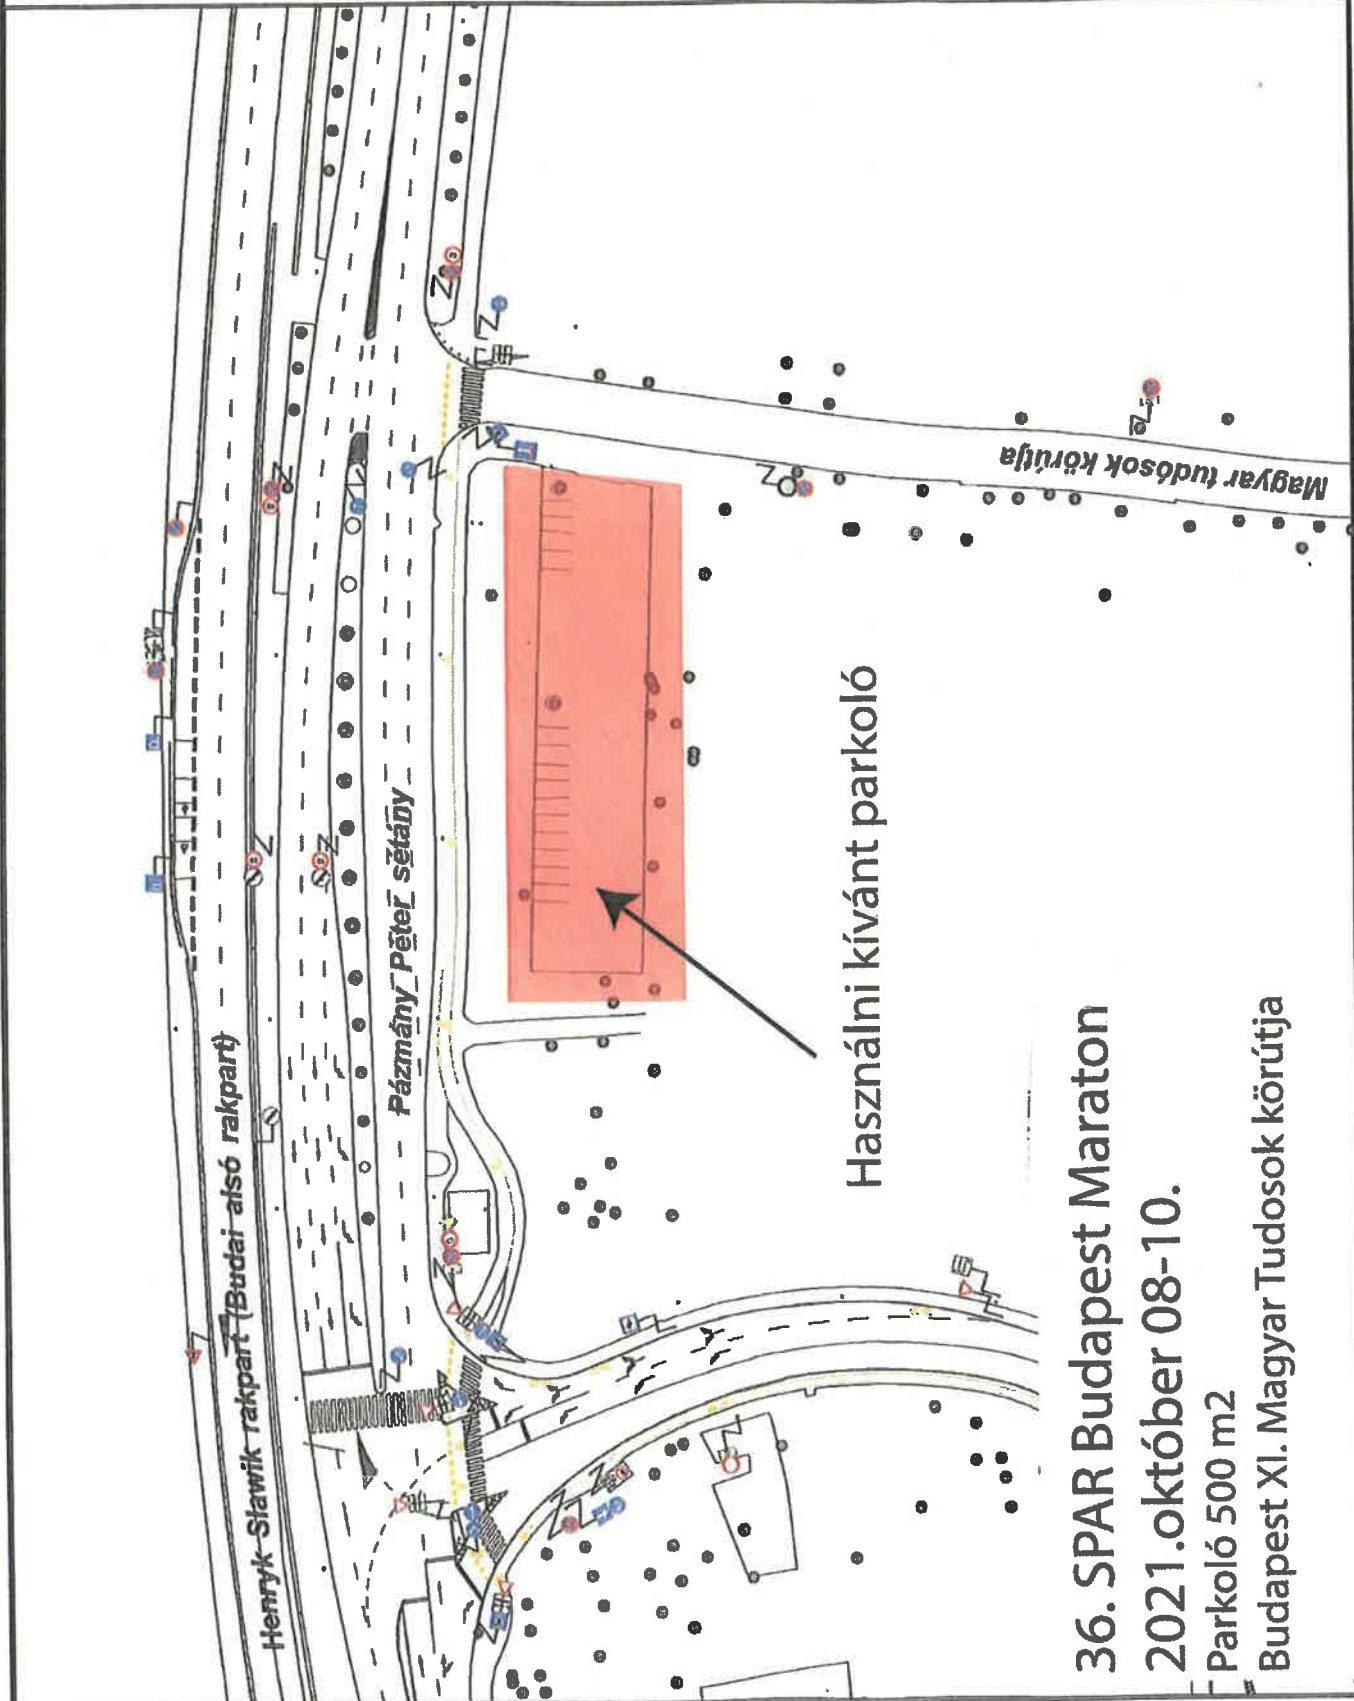 Henryk Sławik rakpart (Budai alsó rakpart)
Pázmány Péter sétány
Magyar tudósok körútja
Használni kívánt parkoló
36. SPAR Budapest Maraton
2021.október 08-10.
Parkoló 500 m2
Budapest XI. Magyar Tudosok körútja